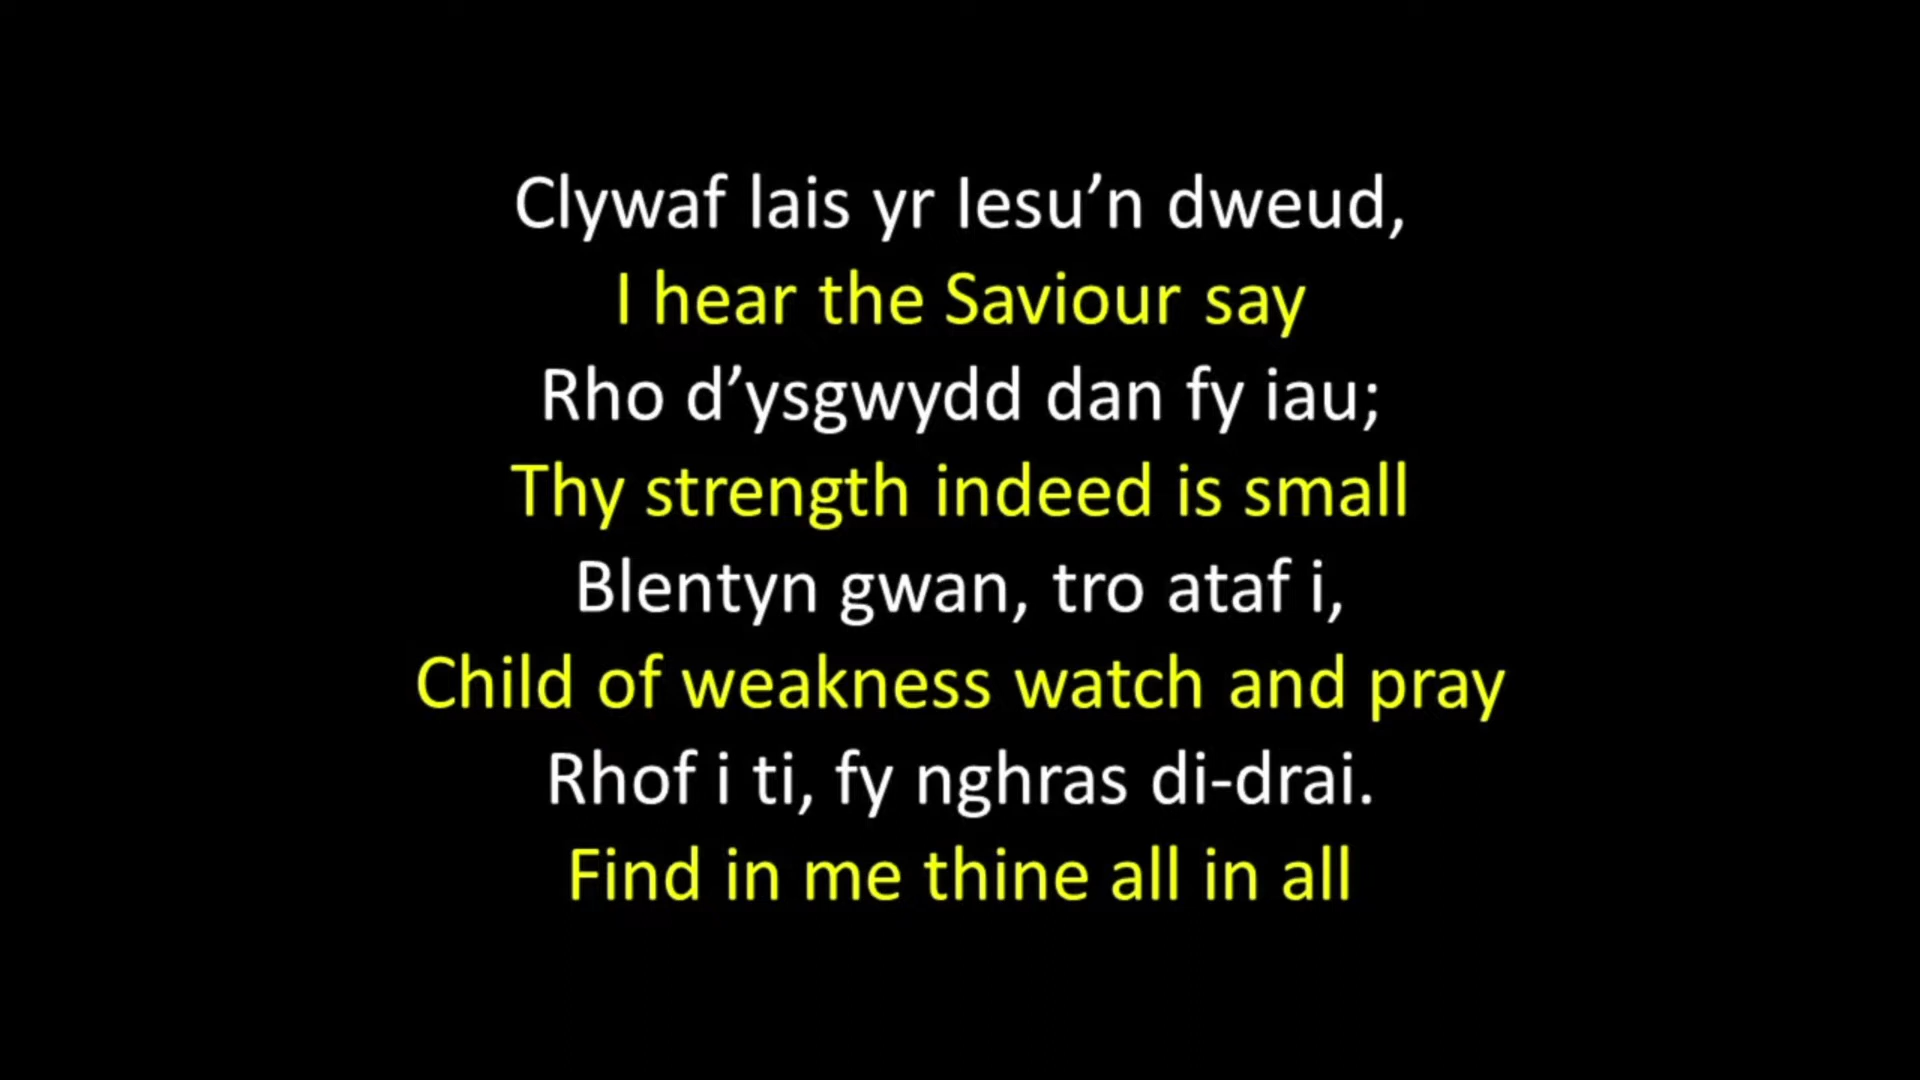 Clywaf lais yr Iesu’n dweud,
I hear the Saviour say
Rho d’ysgwydd dan fy iau;
Thy strength indeed is small
Blentyn gwan, tro ataf i,
Child of weakness watch and pray
Rhof i ti, fy nghras di-drai.
Find in me thine all in all